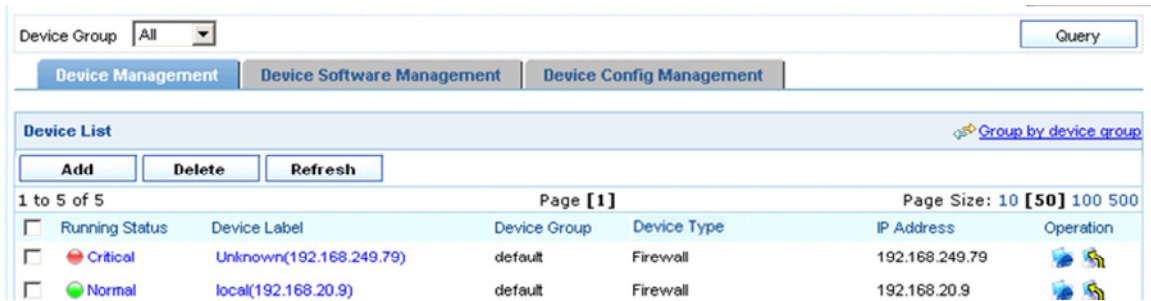 Device Group All Query
Device Management Device Software Management Device Config Management
Device List Group by device group
Add Delete Refresh
1 to 5 of 5 Page [1] Page Size: 10 [50] 100 500
Running Status Device Label Device Group Device Type IP Address Operation
Critical Unknown(192.168.249.79) default Firewall 192.168.249.79
Normal local(192.168.20.9) default Firewall 192.168.20.9